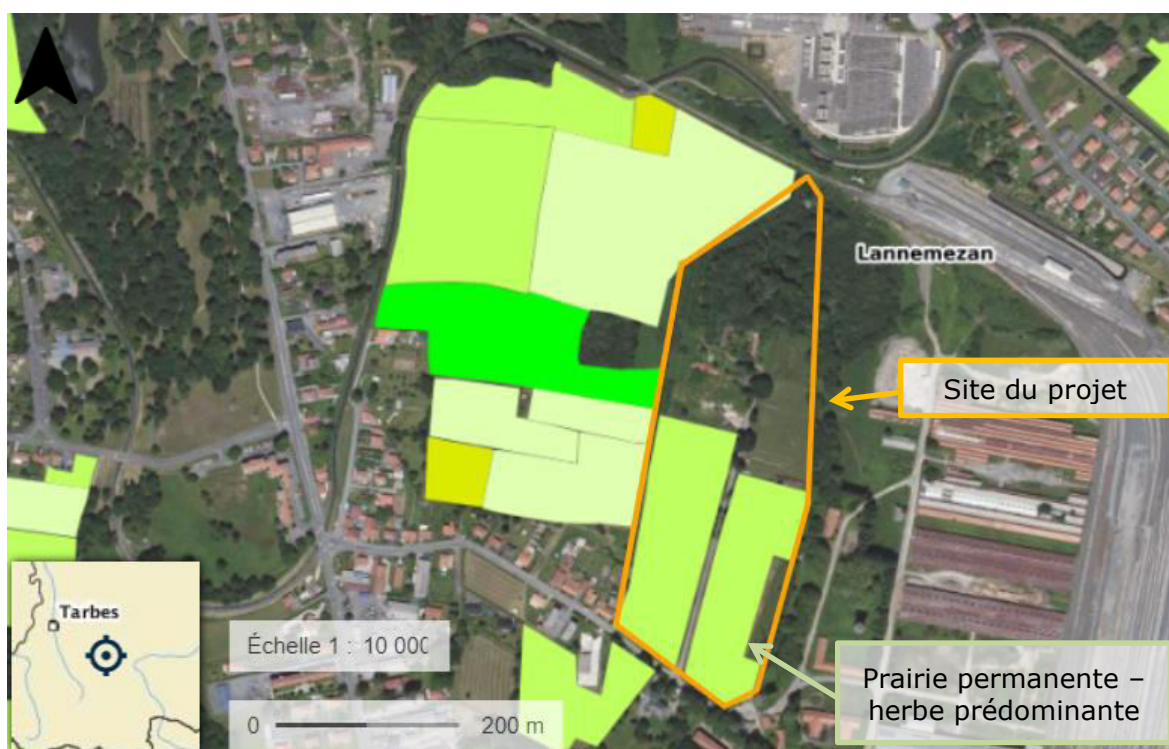 Lannemezan
Site du projet
Tarbes
Échelle 1 : 10 000
0 200 m
Prairie permanente –
herbe prédominante